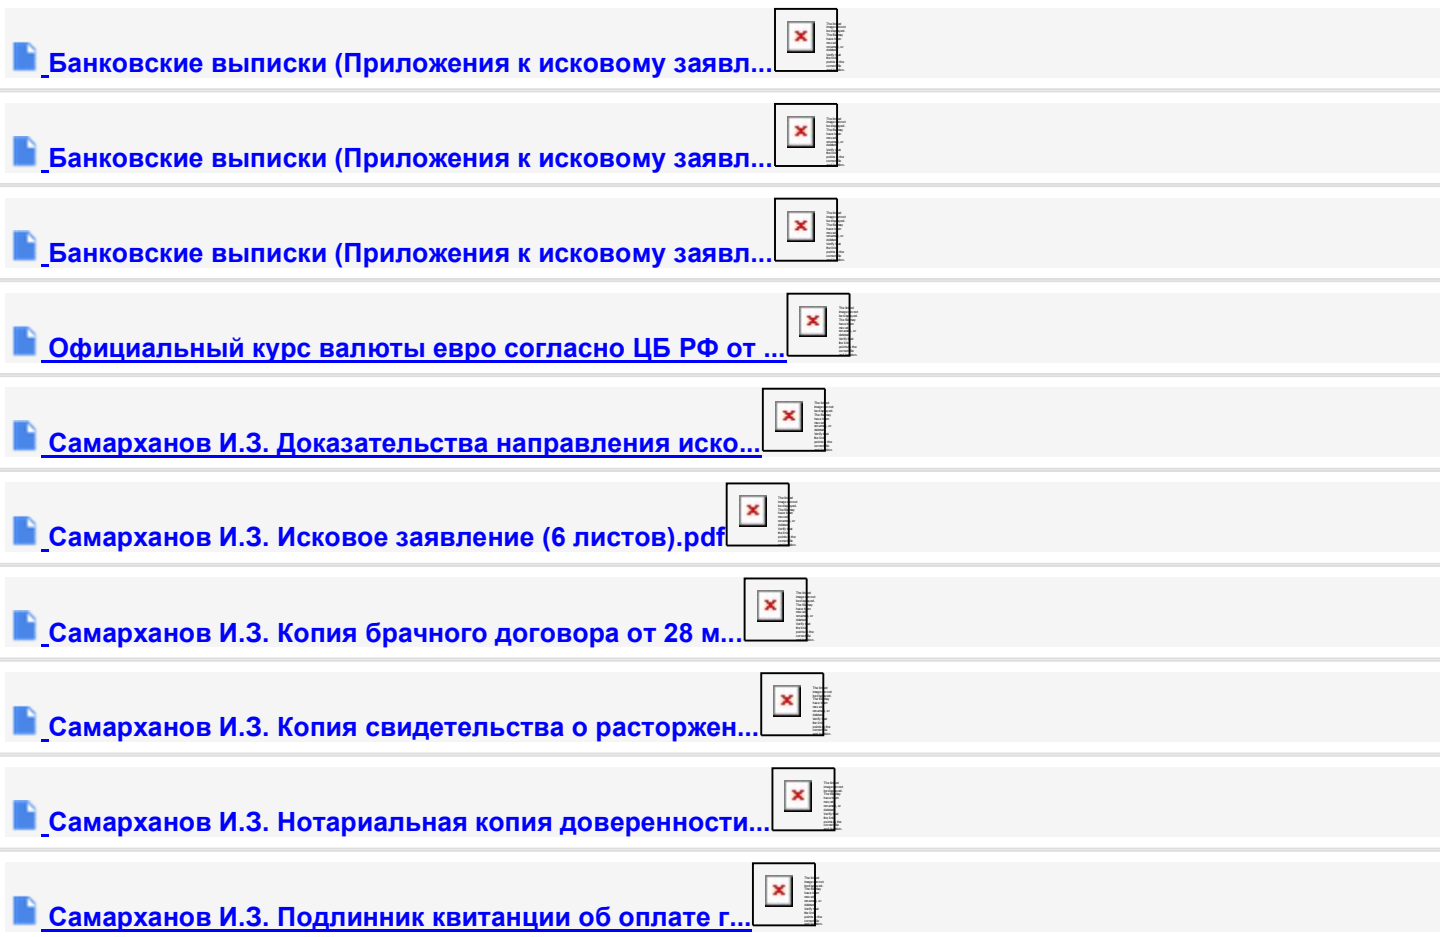 Банковские выписки (Приложения к исковому заявл...
Банковские выписки (Приложения к исковому заявл...
Банковские выписки (Приложения к исковому заявл...
Официальный курс валюты евро согласно ЦБ РФ от ...
Самарханов И.З. Доказательства направления иско...
Самарханов И.З. Исковое заявление (6 листов).pdf
Самарханов И.З. Копия брачного договора от 28 м...
Самарханов И.З. Копия свидетельства о расторжен...
Самарханов И.З. Нотариальная копия доверенности...
Самарханов И.З. Подлинник квитанции об оплате г...